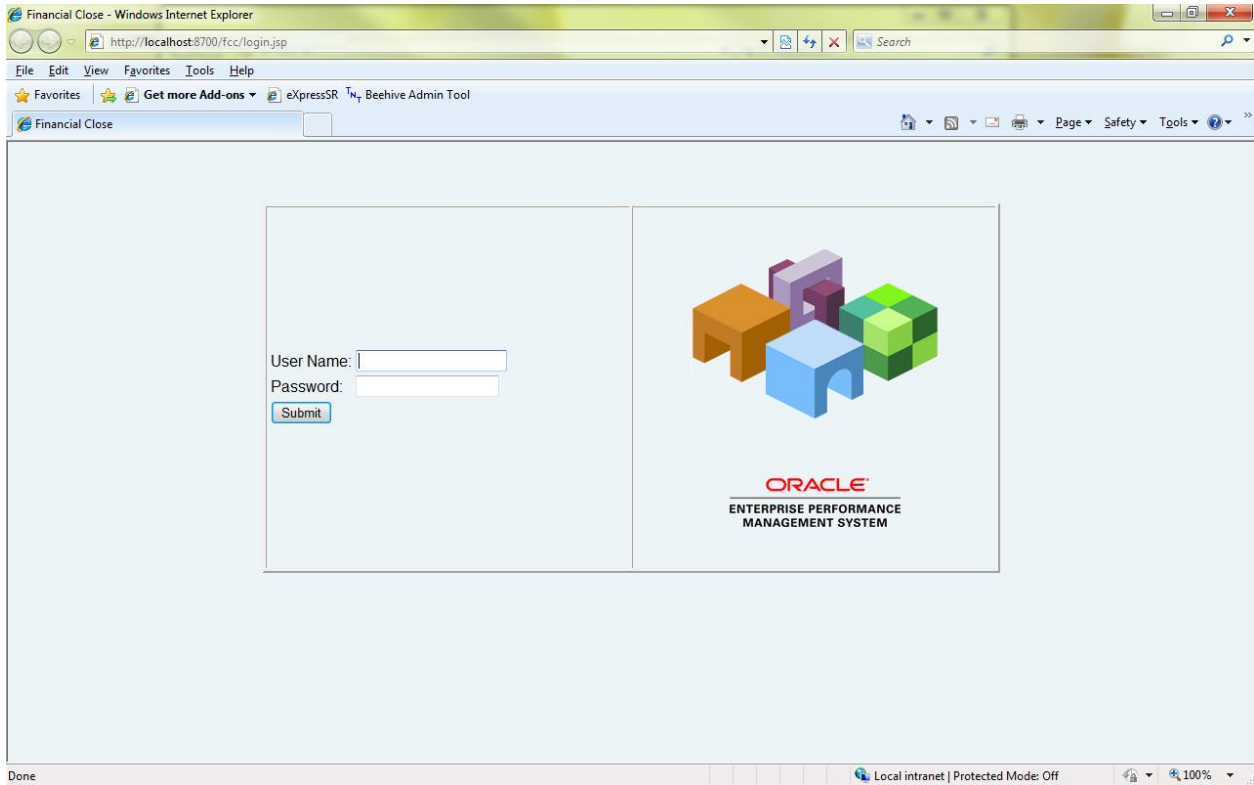 Financial Close - Windows Internet Explorer
http://localhost:8700/fcc/login.jsp
Search
File Edit View Favorites Tools Help
Favorites Get more Add-ons eXpressSR TNT Beehive Admin Tool
Financial Close
Page Safety Tools
User Name:
Password:
Submit
ORACLE
ENTERPRISE PERFORMANCE
MANAGEMENT SYSTEM
Done
Local intranet | Protected Mode: Off
100%